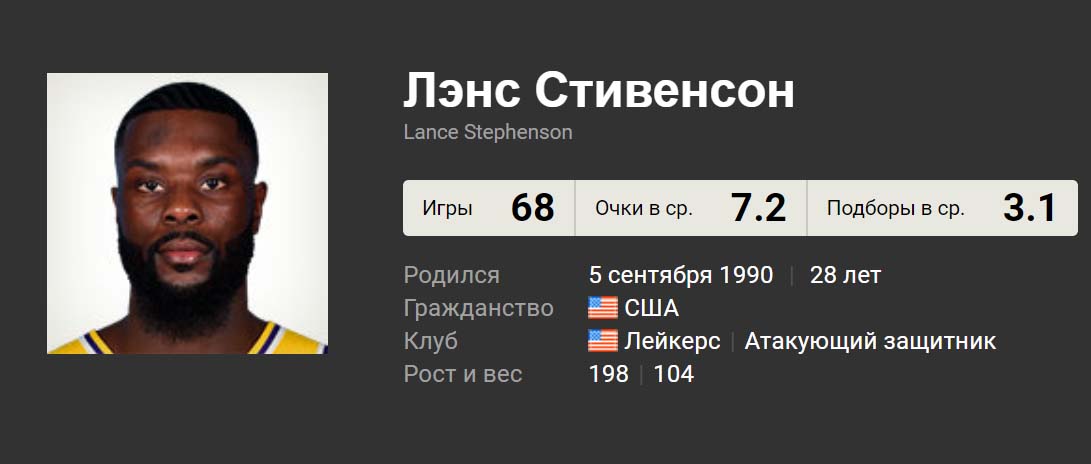 Лэнс Стивенсон
Lance Stephenson
Игры 68 Очки в ср. 7.2 Подборы в ср. 3.1
Родился 5 сентября 1990 | 28 лет
Гражданство США
Клуб Лейкерс | Атакующий защитник
Рост и вес 198 | 104